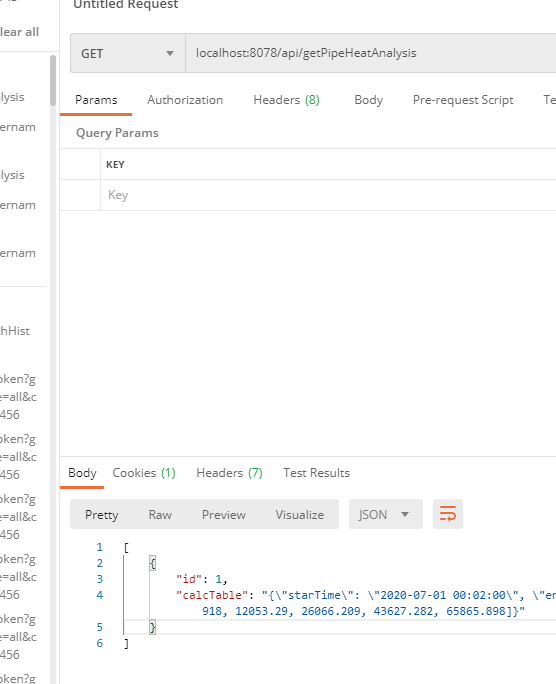 Untitled Request
lear all
GET
localhost:8078/api/getPipeHeatAnalysis
lysis
Params Authorization Headers (8) Body Pre-request Script Te
ernam
Query Params
KEY
lysis
Key
ernam
ernam
hHist
oken?g
=all&c
456
oken?g
=all&c
456
Body Cookies (1) Headers (7) Test Results
oken?g
=all&c
456
Pretty Raw Preview Visualize JSON
1 [
2 {
3 "id": 1,
4 "calcTable": "{\"starTime\": \"2020-07-01 00:02:00\", \"er
918, 12053.29, 26066.209, 43627.282, 65865.898]}"
5 }
6 ]
oken?g
=all&c
456
oken?g
=all&c
456
oken?g